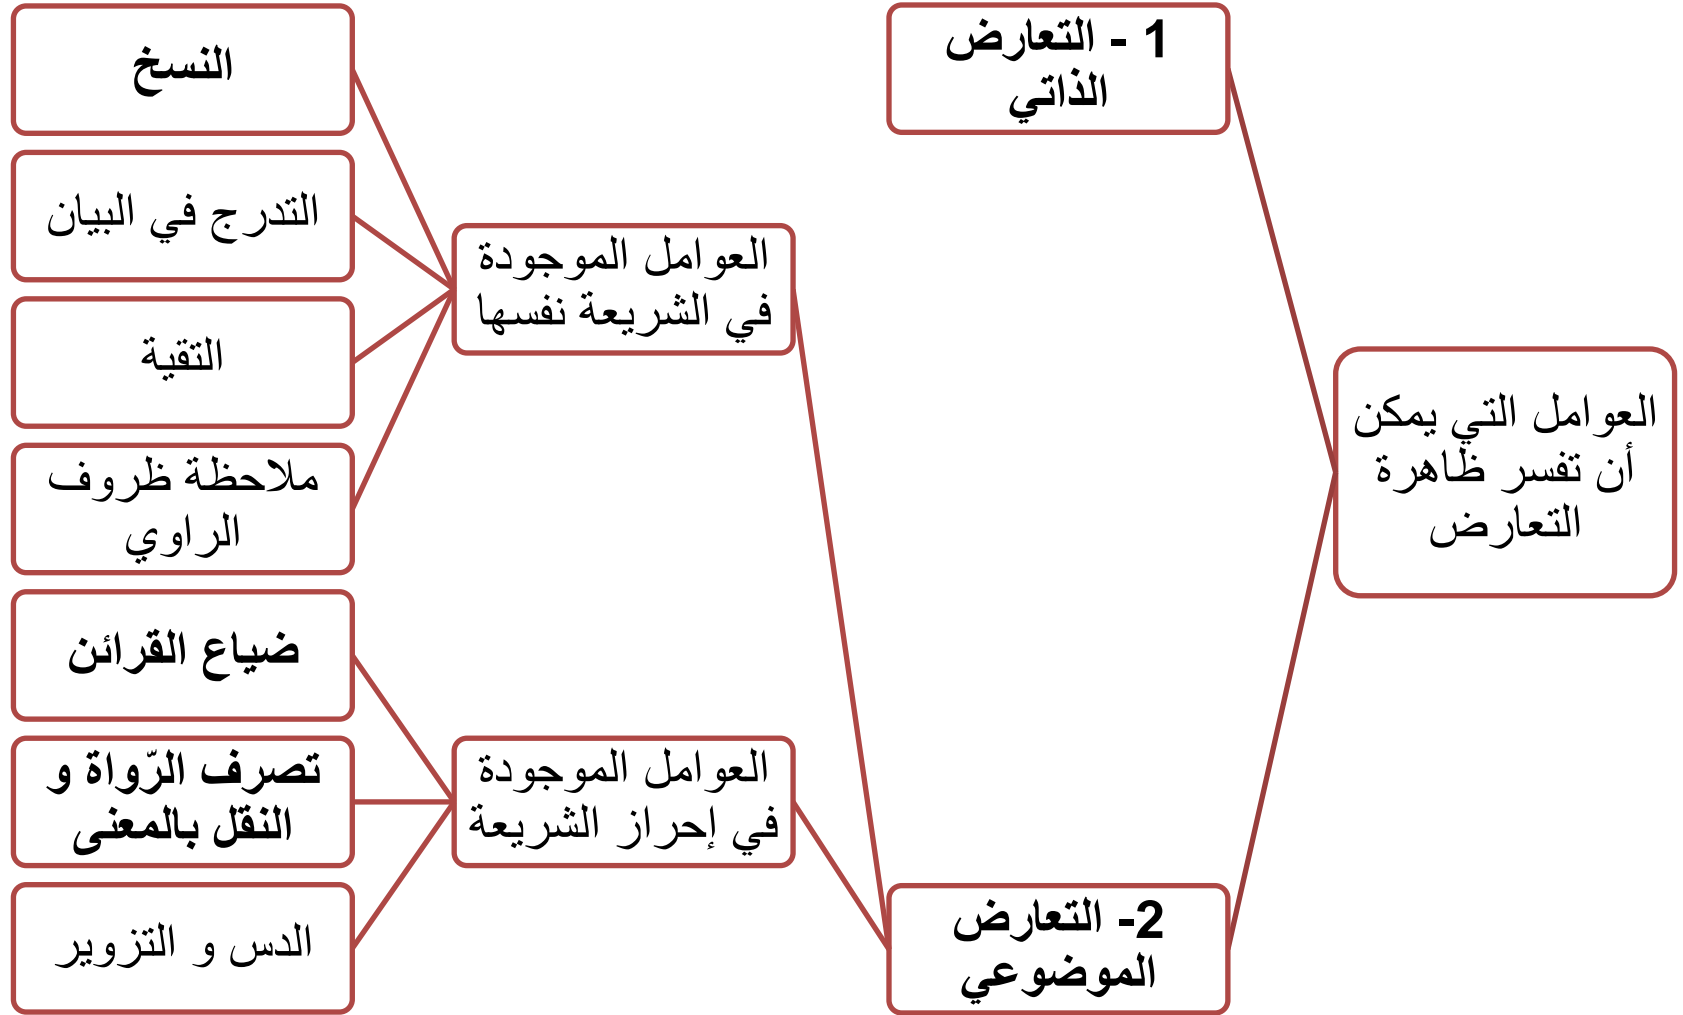 العوامل التي يمكن
أن تفسر ظاهرة
التعارض
1 - التعارض
الذاتي
2- التعارض
الموضوعي
العوامل الموجودة
في الشريعة نفسها
النسخ
التدرج في البيان
التقية
ملاحظة ظروف
الراوي
العوامل الموجودة
في إحراز الشريعة
ضياع القرائن
تصرف الرّواة و
النقل بالمعنى
الدس و التزوير